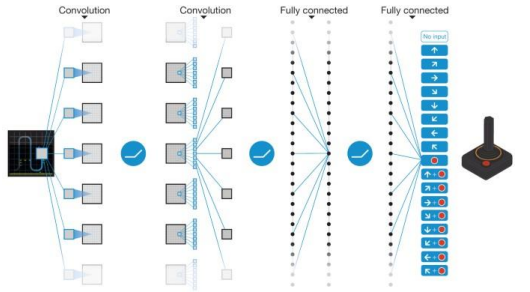 Convolution
Convolution
Fully connected
Fully connected
No input
+
+
+
+
+
+
+
+